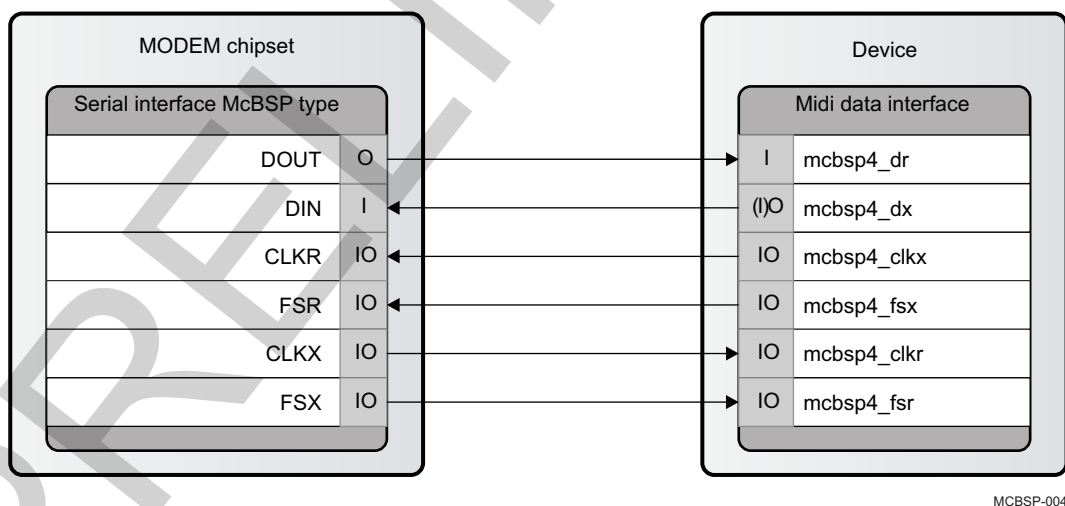 MODEM chipset
Device
Serial interface McBSP type
Midi data interface
DOUT O I mcbsp4_dr
DIN I (I)O mcbsp4_dx
CLKR IO IO mcbsp4_clkx
FSR IO IO mcbsp4_fsx
CLKX IO IO mcbsp4_clkr
FSX IO IO mcbsp4_fsr
MCBSP-004